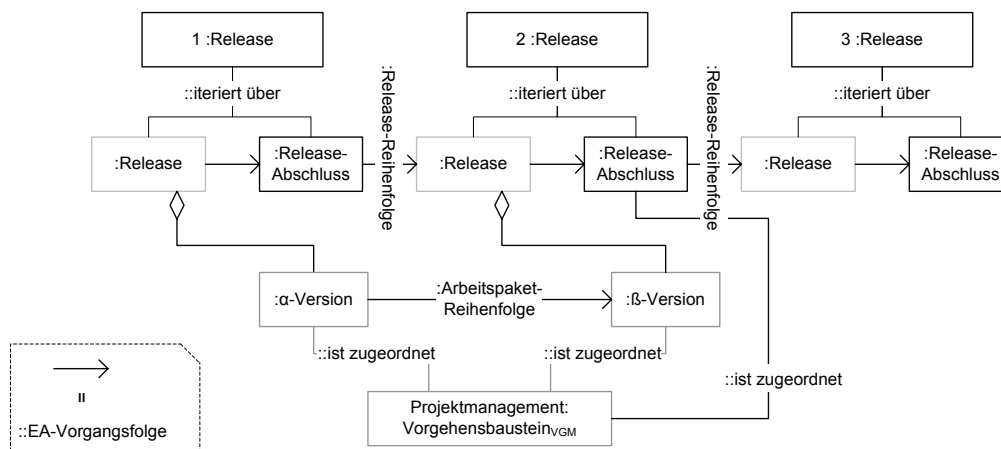 1 :Release
2 :Release
3 :Release
::iteriert über
::iteriert über
::iteriert über
:Release-Reihenfolge
:Release-Reihenfolge
:Release
:Release-
Abschluss
:Release
:Release-
Abschluss
:Release
:Release-
Abschluss
:α-Version
:Arbeitspaket-
Reihenfolge
:ß-Version
::ist zugeordnet
::ist zugeordnet
::ist zugeordnet
Projektmanagement:
VorgehensbausteinVGM
=
::EA-Vorgangsfolge